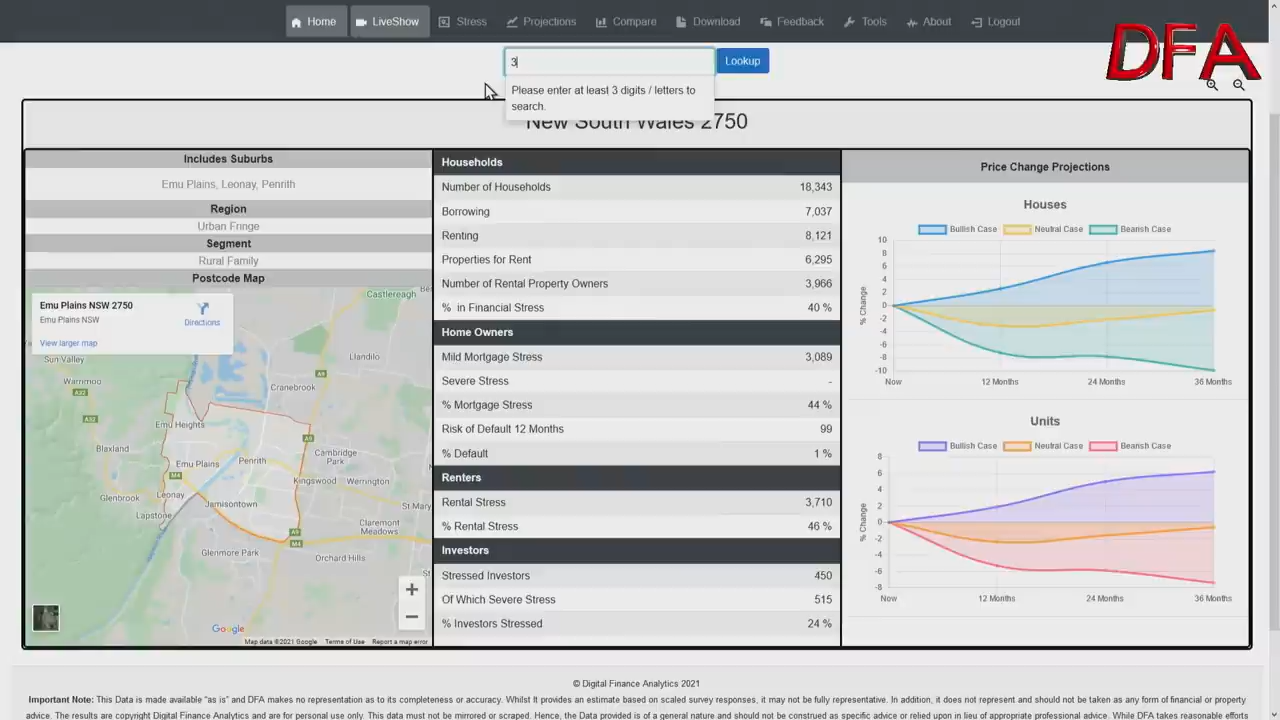 Home
LiveShow
Stress
Projections
Compare
Download
Feedback
Tools
About
Logout
DFA
3
Lookup
Please enter at least 3 digits / letters to
search.
New South Wales 2750
Includes Suburbs
Emu Plains, Leonay, Penrith
Region
Urban Fringe
Segment
Rural Family
Postcode Map
Emu Plains NSW 2750
Emu Plains NSW
Directions
View larger map
Castlereagh
Sun Valley
Llandilo
Warrimoo
A32
A9
Cranebrook
A32
Emu Heights
A9
Blaxland
Cambridge
Park
Emu Plains
Penrith
M4
Kingswood
Werrington
Glenbrook
Leonay
Jamisontown
St Mary
Lapstone
Claremont
Meadows
A9
M4
Glenmore Park
Orchard Hills
St
+
−
Google
Map data ©2021 Google
Terms of Use
Report a map error
Households
Number of Households 18,343
Borrowing 7,037
Renting 8,121
Properties for Rent 6,295
Number of Rental Property Owners 3,966
% in Financial Stress 40 %
Home Owners
Mild Mortgage Stress 3,089
Severe Stress -
% Mortgage Stress 44 %
Risk of Default 12 Months 99
% Default 1 %
Renters
Rental Stress 3,710
% Rental Stress 46 %
Investors
Stressed Investors 450
Of Which Severe Stress 515
% Investors Stressed 24 %
Price Change Projections
Houses
Bullish Case Neutral Case Bearish Case
% Change
10
8
6
4
2
0
-2
-4
-6
-8
-10
Now 12 Months 24 Months 36 Months
Units
Bullish Case Neutral Case Bearish Case
% Change
8
6
4
2
0
-2
-4
-6
-8
Now 12 Months 24 Months 36 Months
© Digital Finance Analytics 2021
Important Note: This Data is made available “as is” and DFA makes no representation as to its completeness or accuracy. Whilst It provides an estimate based on scaled survey responses, it may not be fully representative. In addition, it does not represent and should not be taken as any form of financial or property
advice. The results are copyright Digital Finance Analytics and are for personal use only. This data must not be mirrored or scraped. Hence, the Data provided is of a general nature and should not be construed as specific advice or relied upon in lieu of appropriate professional advice. While DFA takes reasonable efforts